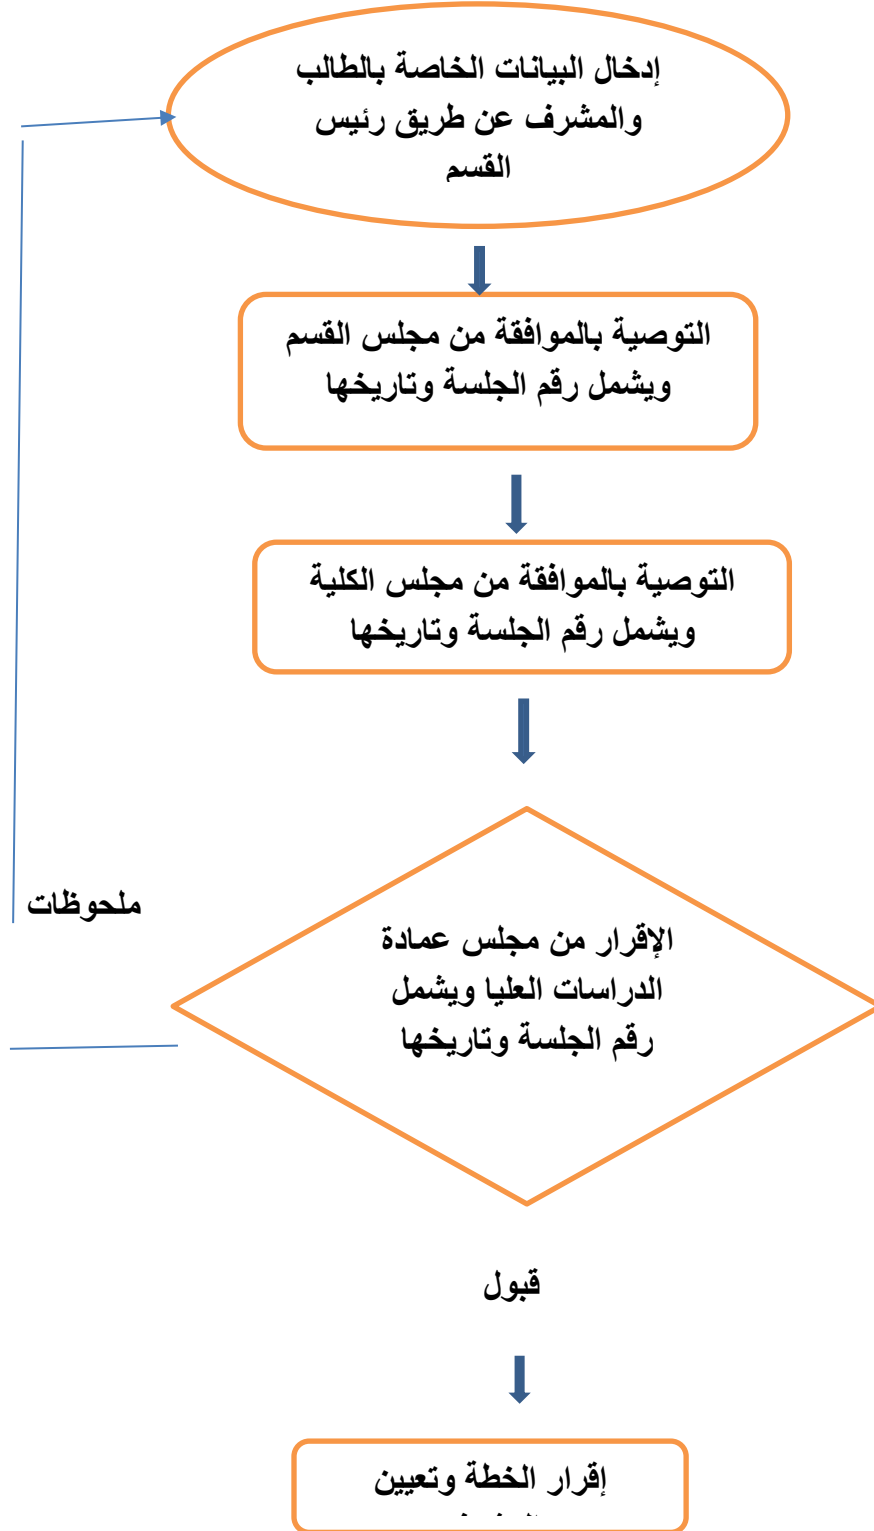 إدخال البيانات الخاصة بالطالب
والمشرف عن طريق رئيس
القسم
التوصية بالموافقة من مجلس القسم
ويشمل رقم الجلسة وتاريخها
التوصية بالموافقة من مجلس الكلية
ويشمل رقم الجلسة وتاريخها
ملحوظات
الإقرار من مجلس عمادة
الدراسات العليا ويشمل
رقم الجلسة وتاريخها
قبول
إقرار الخطة وتعيين